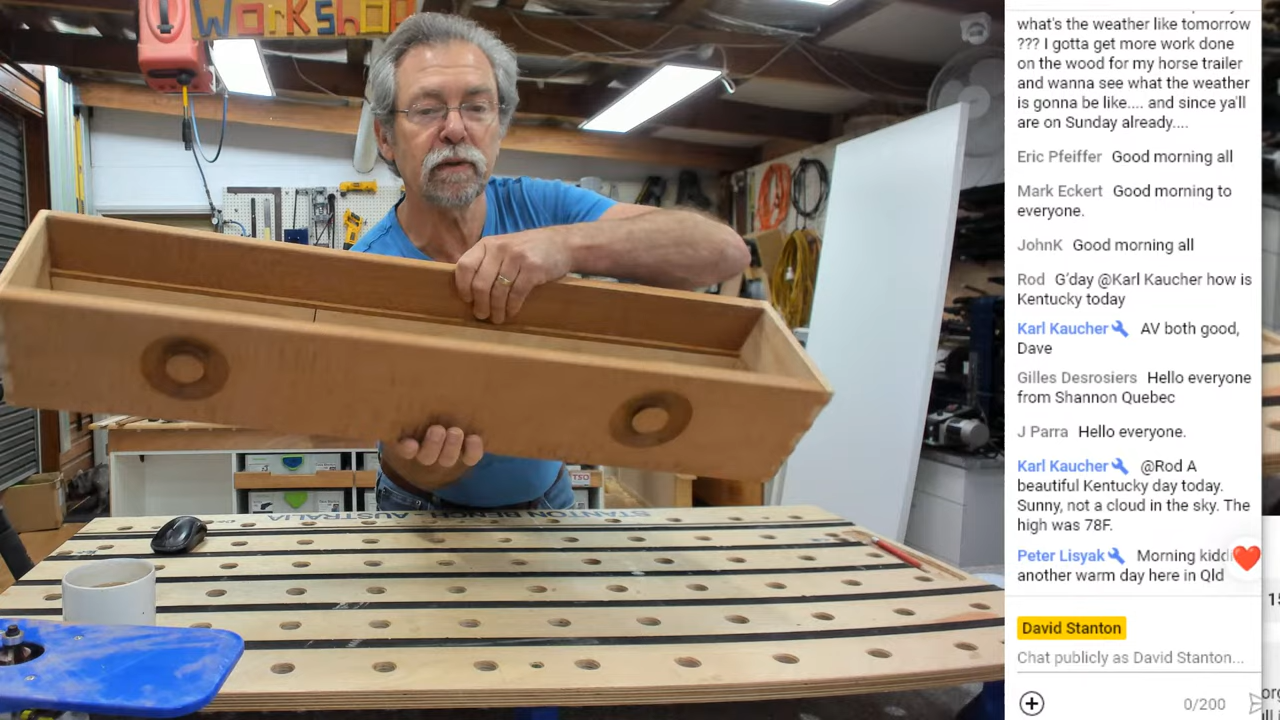 WORKSHOP
STANTON AUSTRALIA
what's the weather like tomorrow
??? I gotta get more work done
on the wood for my horse trailer
and wanna see what the weather
is gonna be like.... and since ya'll
are on Sunday already....
Eric Pfeiffer Good morning all
Mark Eckert Good morning to
everyone.
JohnK Good morning all
Rod G'day @Karl Kaucher how is
Kentucky today
Karl Kaucher AV both good,
Dave
Gilles Desrosiers Hello everyone
from Shannon Quebec
J Parra Hello everyone.
Karl Kaucher @Rod A
beautiful Kentucky day today.
Sunny, not a cloud in the sky. The
high was 78F.
Peter Lisyak Morning
another warm day here in Qld
David Stanton
Chat publicly as David Stanton...
0/200